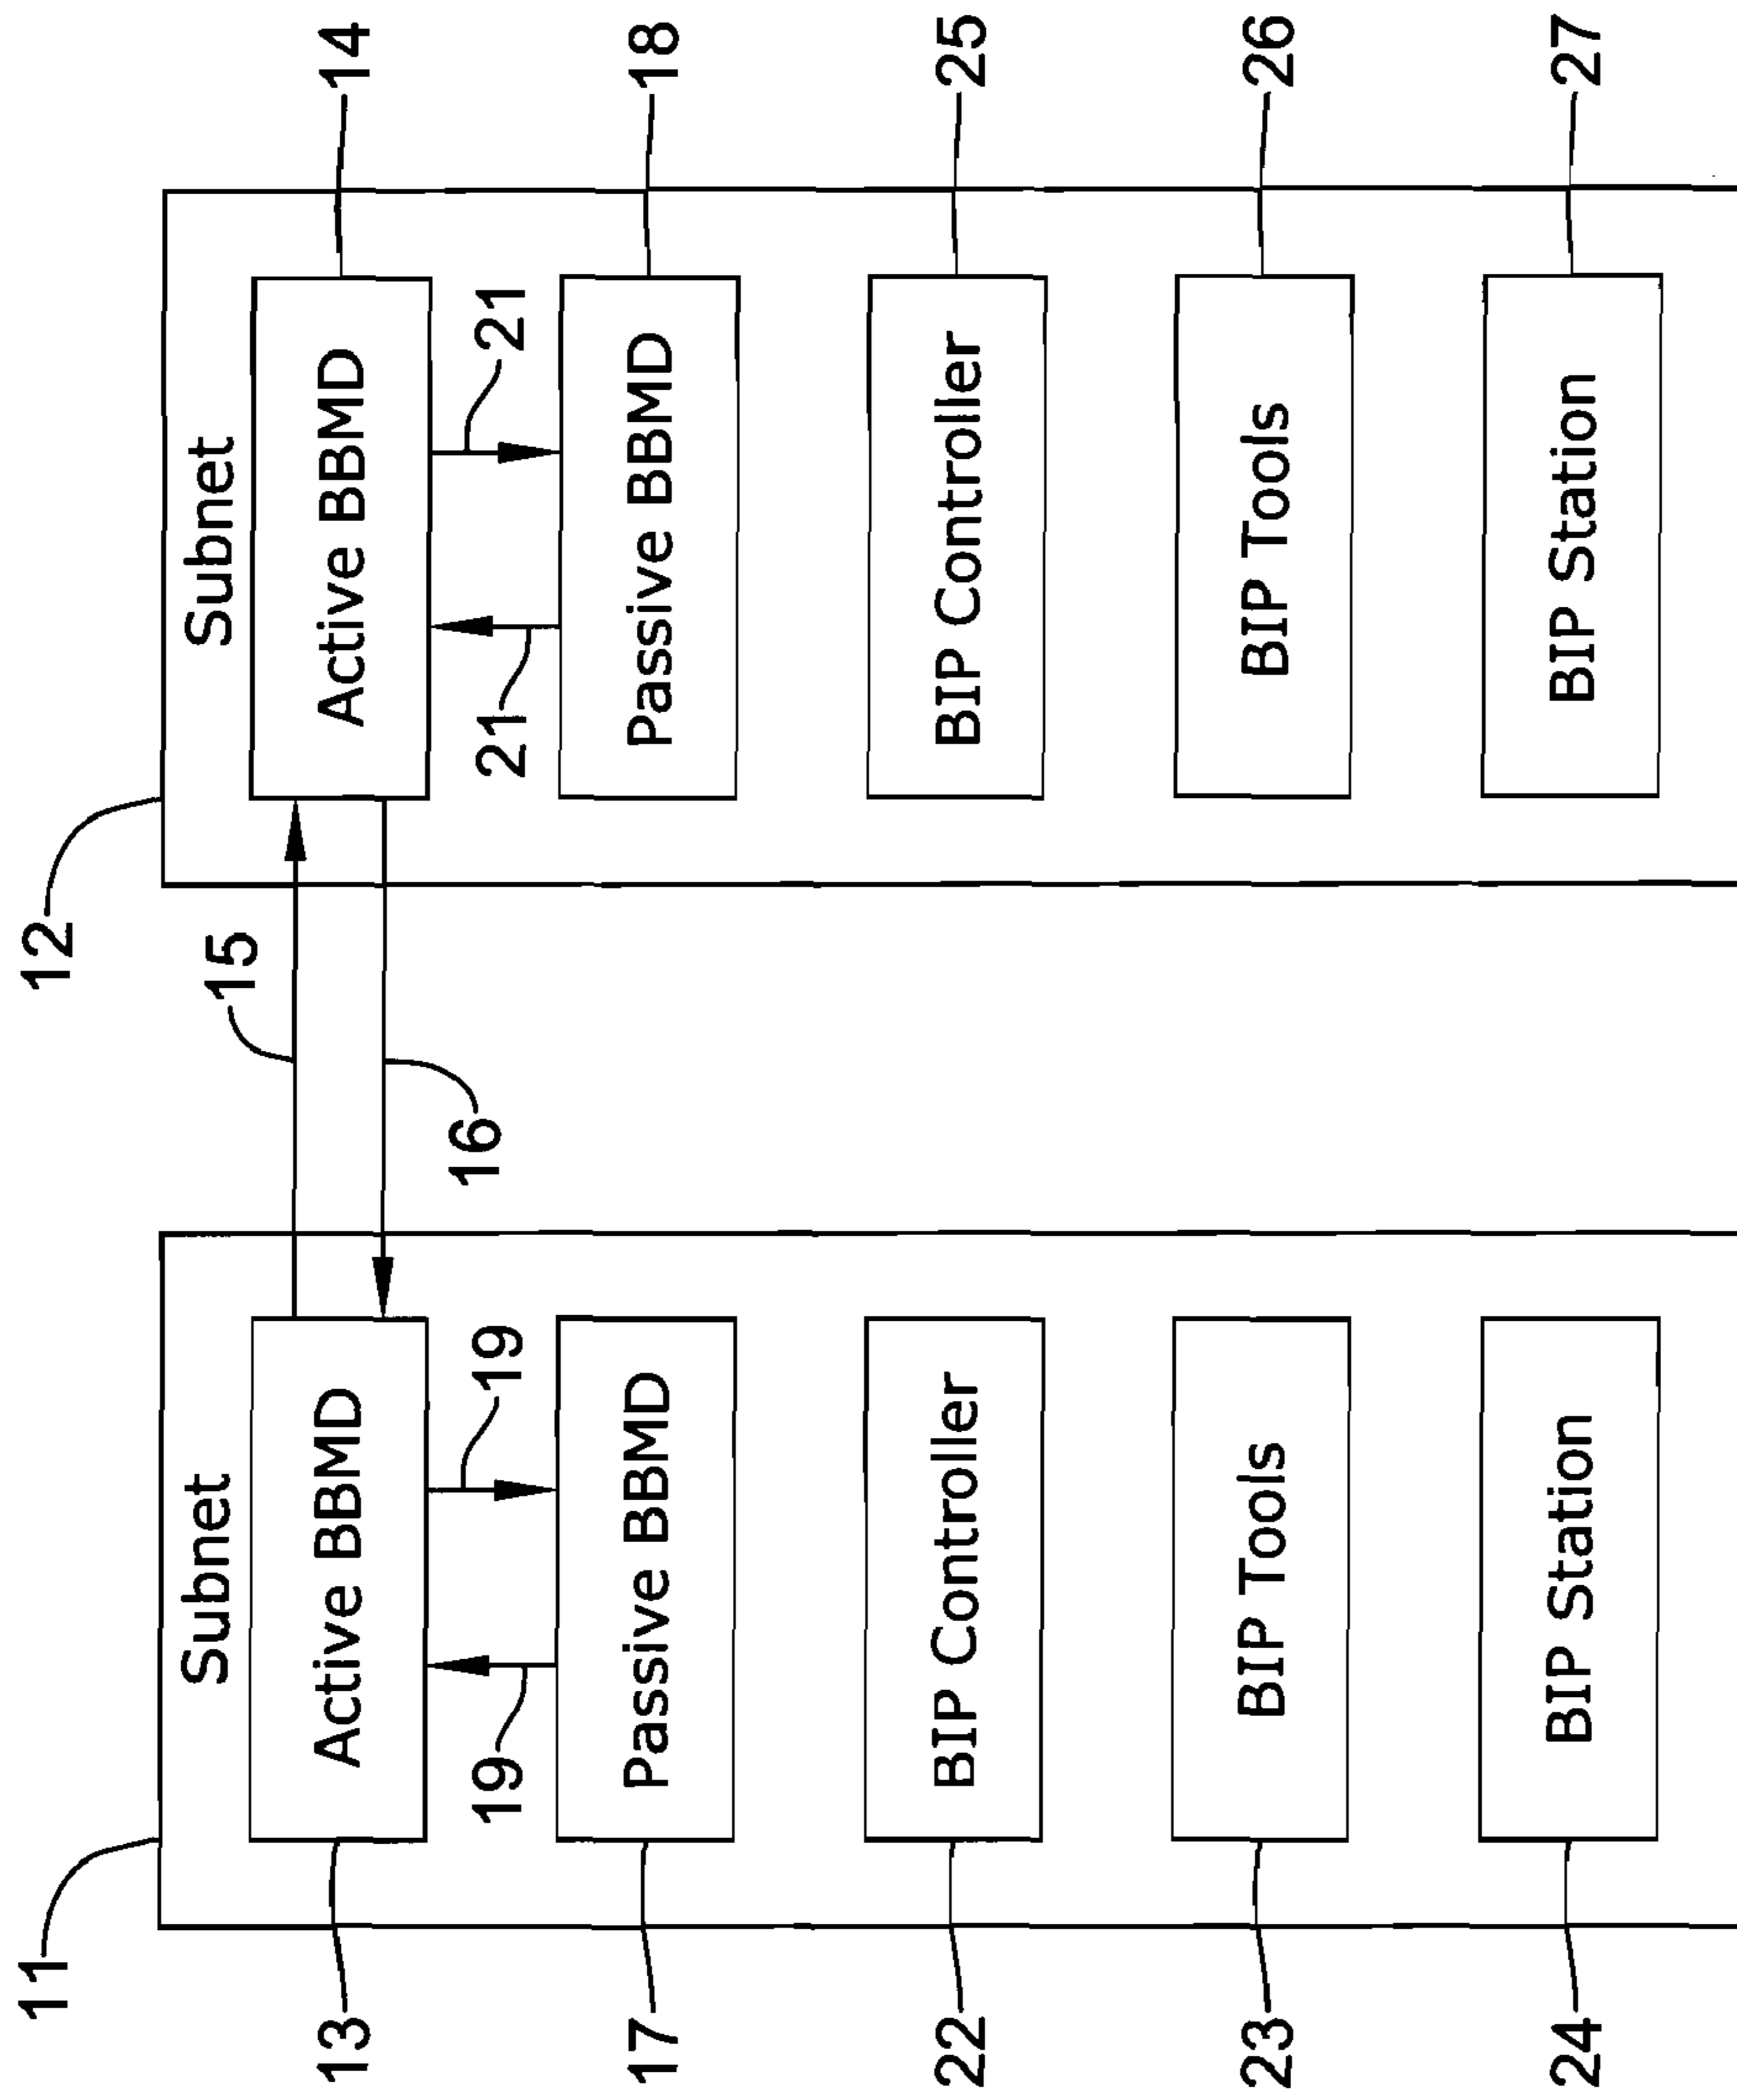 11
12
15
16
Subnet
13
Active BBMD
19
19
17
Passive BBMD
22
BIP Controller
23
BIP Tools
24
BIP Station
Subnet
14
Active BBMD
21
21
18
Passive BBMD
25
BIP Controller
26
BIP Tools
27
BIP Station